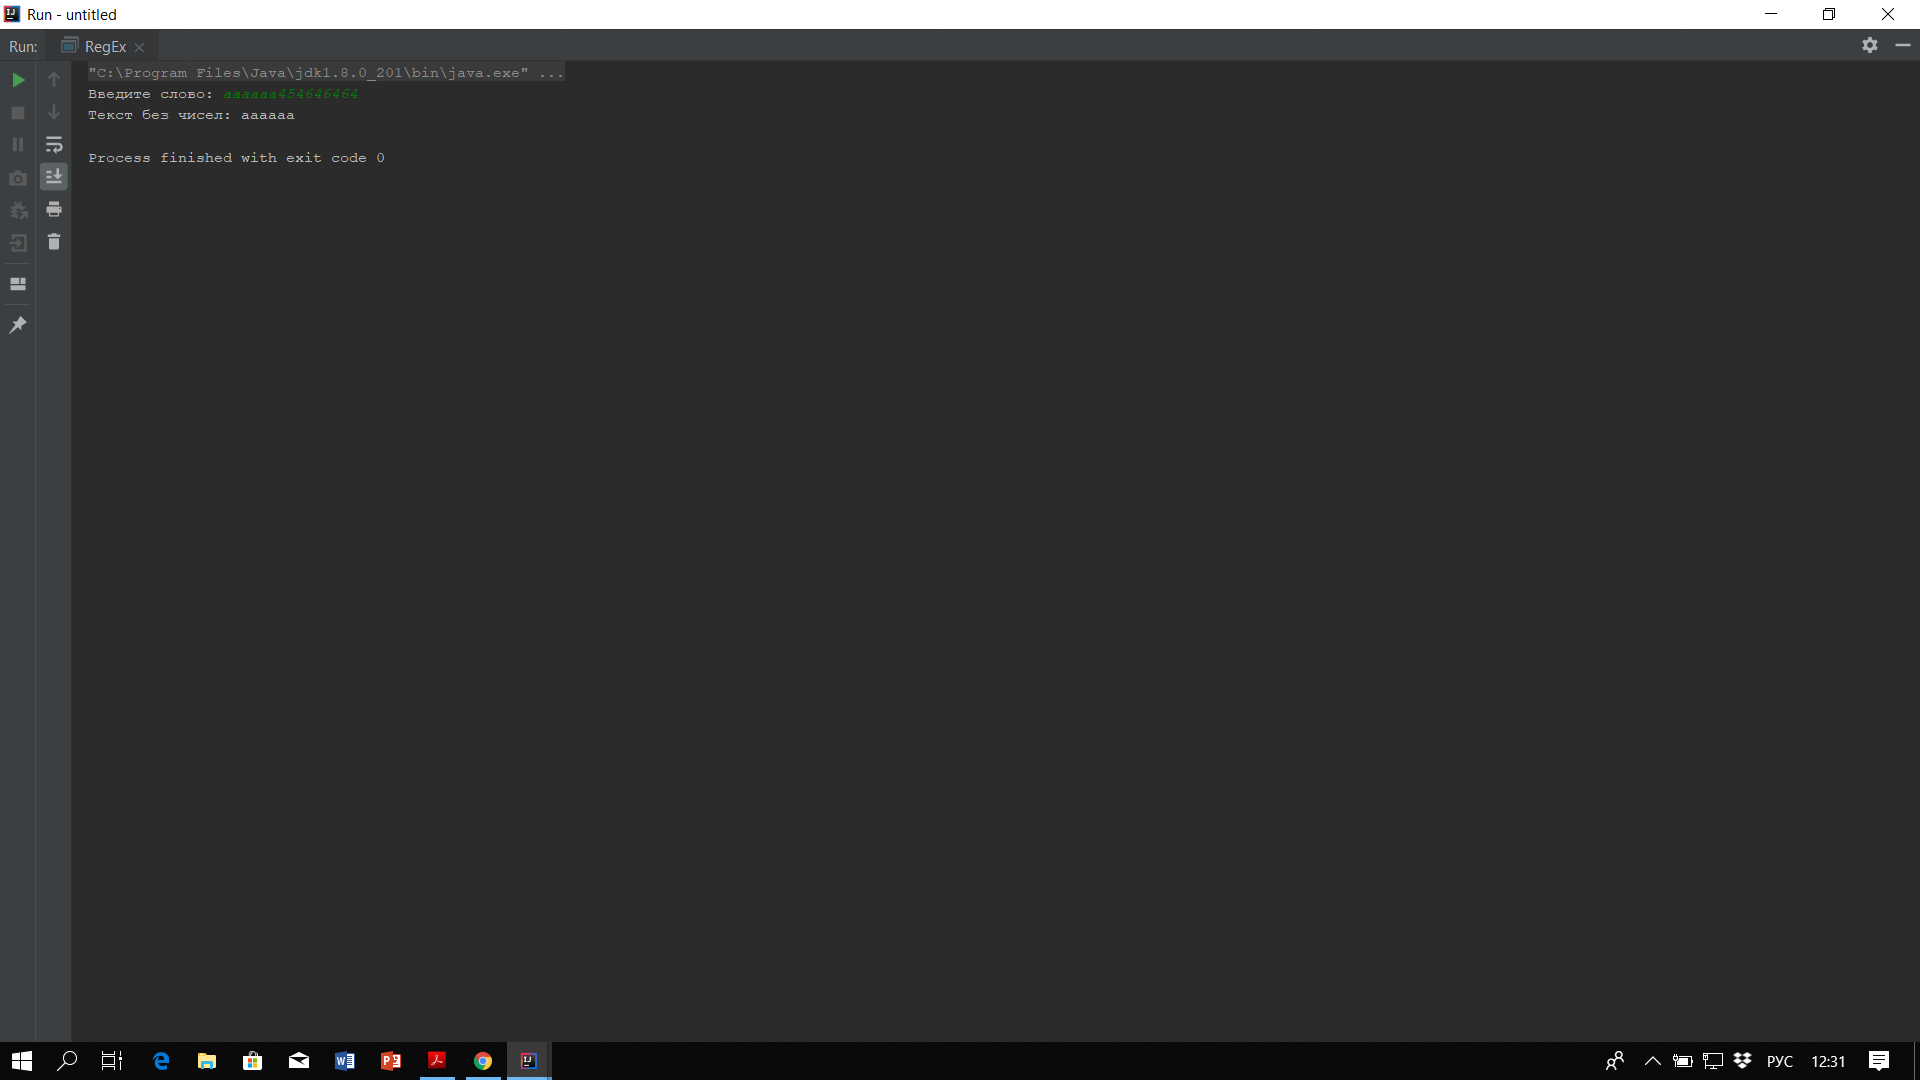 Run - untitled
Run:
RegEx
"C:\Program Files\Java\jdk1.8.0_201\bin\java.exe" ...
Введите слово: aaaaaa454646464
Текст без чисел: aaaaaa
Process finished with exit code 0
РУС
12:31